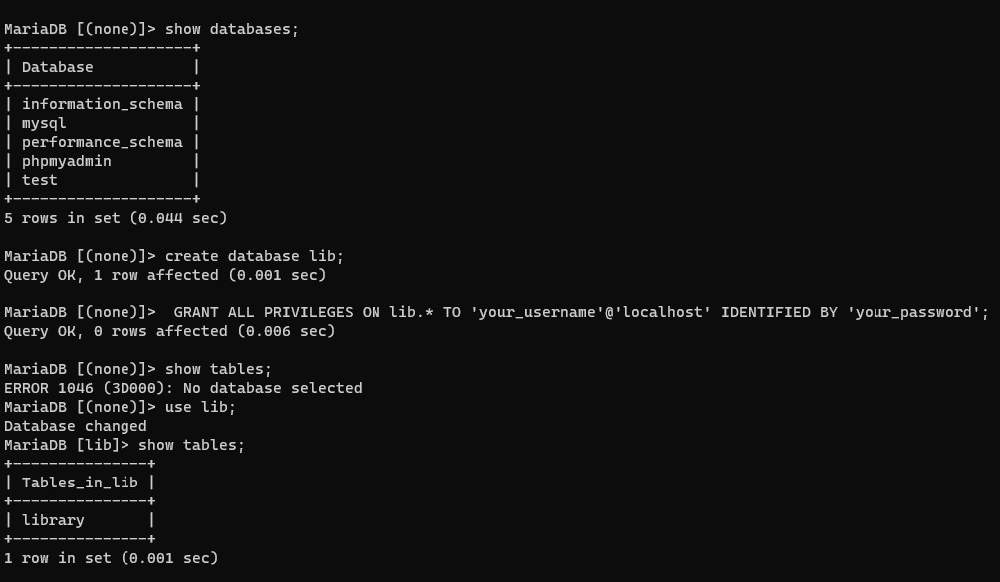 MariaDB [(none)]> show databases;
+--------------------+
| Database           |
+--------------------+
| information_schema |
| mysql              |
| performance_schema |
| phpmyadmin         |
| test               |
+--------------------+
5 rows in set (0.044 sec)

MariaDB [(none)]> create database lib;
Query OK, 1 row affected (0.001 sec)

MariaDB [(none)]>  GRANT ALL PRIVILEGES ON lib.* TO 'your_username'@'localhost' IDENTIFIED BY 'your_password';
Query OK, 0 rows affected (0.006 sec)

MariaDB [(none)]> show tables;
ERROR 1046 (3D000): No database selected
MariaDB [(none)]> use lib;
Database changed
MariaDB [lib]> show tables;
+---------------+
| Tables_in_lib |
+---------------+
| library       |
+---------------+
1 row in set (0.001 sec)